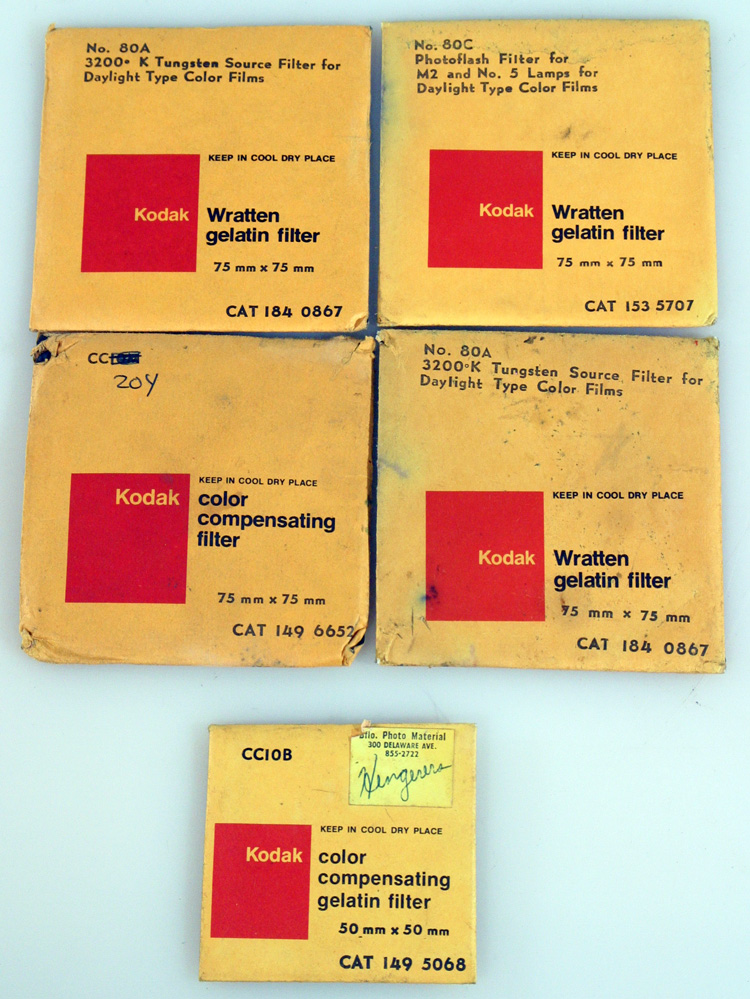 No. 80A
3200° K Tungsten Source Filter for
Daylight Type Color Films
KEEP IN COOL DRY PLACE
Kodak
Wratten
gelatin filter
75 mm x 75 mm
CAT 184 0867
No. 80C
Photoflash Filter for
M2 and No. 5 Lamps for
Daylight Type Color Films
KEEP IN COOL DRY PLACE
Kodak
Wratten
gelatin filter
75 mm x 75 mm
CAT 153 5707
CC
20Y
KEEP IN COOL DRY PLACE
Kodak
color
compensating
filter
75 mm x 75 mm
CAT 149 6652
No. 80A
3200°K Tungsten Source Filter for
Daylight Type Color Films
KEEP IN COOL DRY PLACE
Kodak
Wratten
gelatin filter
75 mm x 75 mm
CAT 184 0867
CC10B
Photo Material
300 DELAWARE AVE.
855-2722
Hengerers
KEEP IN COOL DRY PLACE
Kodak
color
compensating
gelatin filter
50 mm x 50 mm
CAT 149 5068